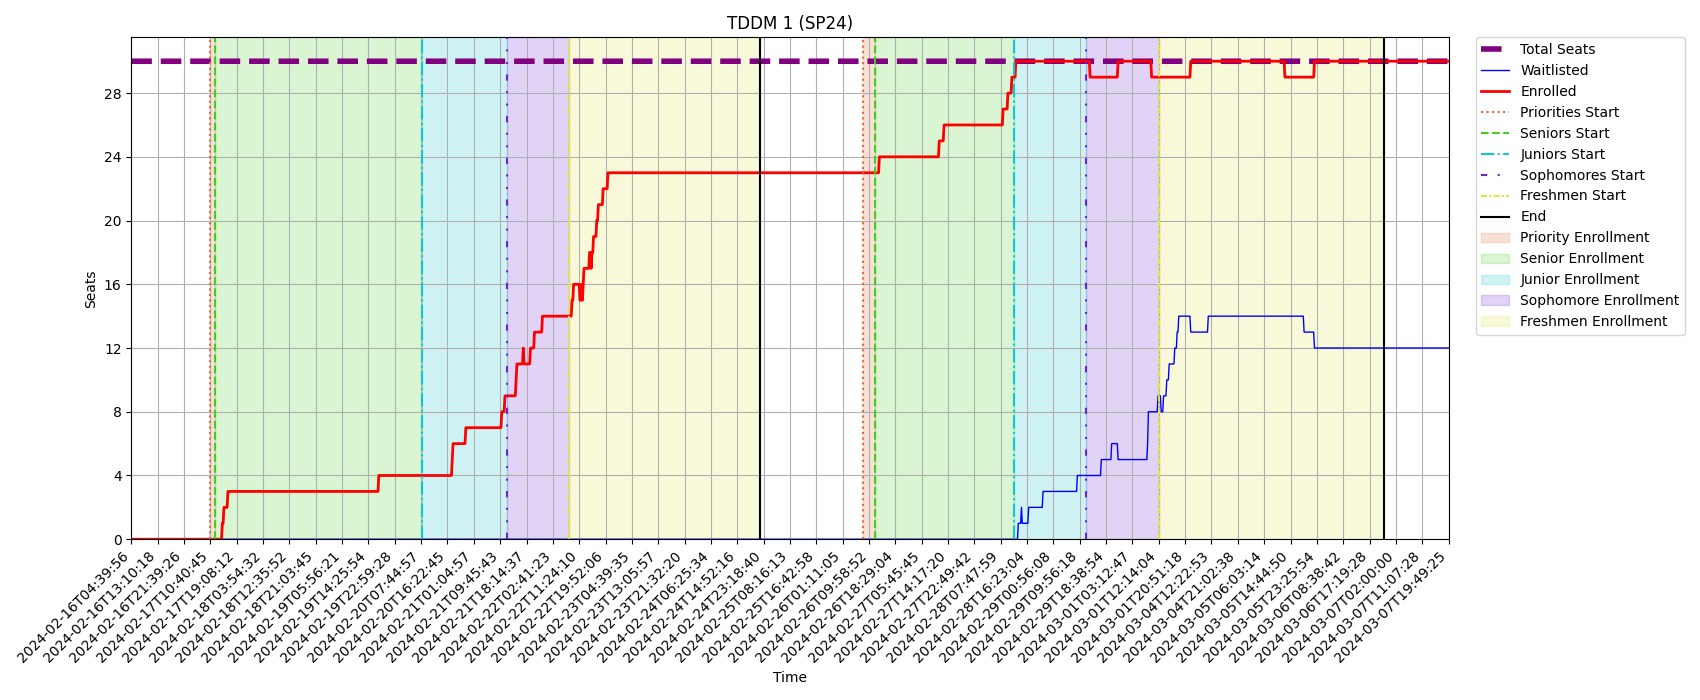 TDDM 1 (SP24)
Seats
28
24
20
16
12
8
4
0
2024-02-16T04:39:56
2024-02-16T13:10:18
2024-02-16T21:39:26
2024-02-17T10:40:45
2024-02-17T19:08:12
2024-02-18T03:54:32
2024-02-18T12:35:52
2024-02-18T21:03:45
2024-02-19T05:56:21
2024-02-19T14:25:54
2024-02-19T22:59:28
2024-02-20T07:44:57
2024-02-20T16:22:45
2024-02-21T01:04:57
2024-02-21T09:45:43
2024-02-21T18:14:37
2024-02-22T02:41:23
2024-02-22T11:24:10
2024-02-22T19:52:06
2024-02-23T04:39:35
2024-02-23T13:05:57
2024-02-23T21:32:20
2024-02-24T06:25:34
2024-02-24T14:52:16
2024-02-24T23:18:40
2024-02-25T08:16:13
2024-02-25T16:42:58
2024-02-26T01:11:05
2024-02-26T09:58:52
2024-02-26T18:29:04
2024-02-27T05:45:45
2024-02-27T14:17:20
2024-02-27T22:49:42
2024-02-28T07:47:59
2024-02-28T16:23:04
2024-02-29T00:56:08
2024-02-29T09:56:18
2024-02-29T18:38:54
2024-03-01T03:12:47
2024-03-01T12:14:04
2024-03-01T20:51:18
2024-03-04T12:22:53
2024-03-04T21:02:38
2024-03-05T06:03:14
2024-03-05T14:44:50
2024-03-05T23:25:54
2024-03-06T08:38:42
2024-03-06T17:19:28
2024-03-07T02:00:00
2024-03-07T11:07:28
2024-03-07T19:49:25
Time
Total Seats
Waitlisted
Enrolled
Priorities Start
Seniors Start
Juniors Start
Sophomores Start
Freshmen Start
End
Priority Enrollment
Senior Enrollment
Junior Enrollment
Sophomore Enrollment
Freshmen Enrollment